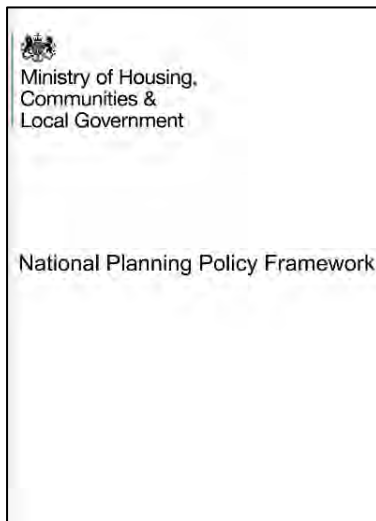 Ministry of Housing,
Communities &
Local Government
National Planning Policy Framework